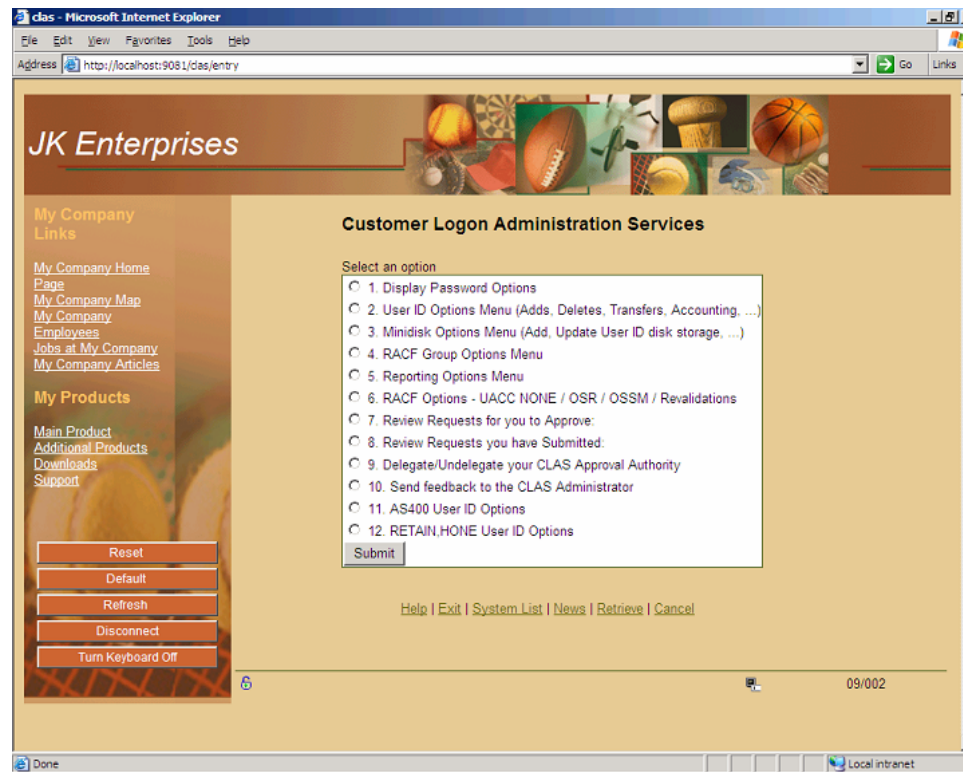 clas - Microsoft Internet Explorer
File Edit View Favorites Tools Help
Address http://localhost:9081/clas/entry Go Links
JK Enterprises
My Company
Links
My Company Home
Page
My Company Map
My Company
Employees
Jobs at My Company
My Company Articles
My Products
Main Product
Additional Products
Downloads
Support
Reset
Default
Refresh
Disconnect
Turn Keyboard Off
Customer Logon Administration Services
Select an option
1. Display Password Options
2. User ID Options Menu (Adds, Deletes, Transfers, Accounting, ...)
3. Minidisk Options Menu (Add, Update User ID disk storage, ...)
4. RACF Group Options Menu
5. Reporting Options Menu
6. RACF Options - UACC NONE / OSR / OSSM / Revalidations
7. Review Requests for you to Approve:
8. Review Requests you have Submitted:
9. Delegate/Undelegate your CLAS Approval Authority
10. Send feedback to the CLAS Administrator
11. AS400 User ID Options
12. RETAIN,HONE User ID Options
Submit
Help | Exit | System List | News | Retrieve | Cancel
09/002
Done Local intranet